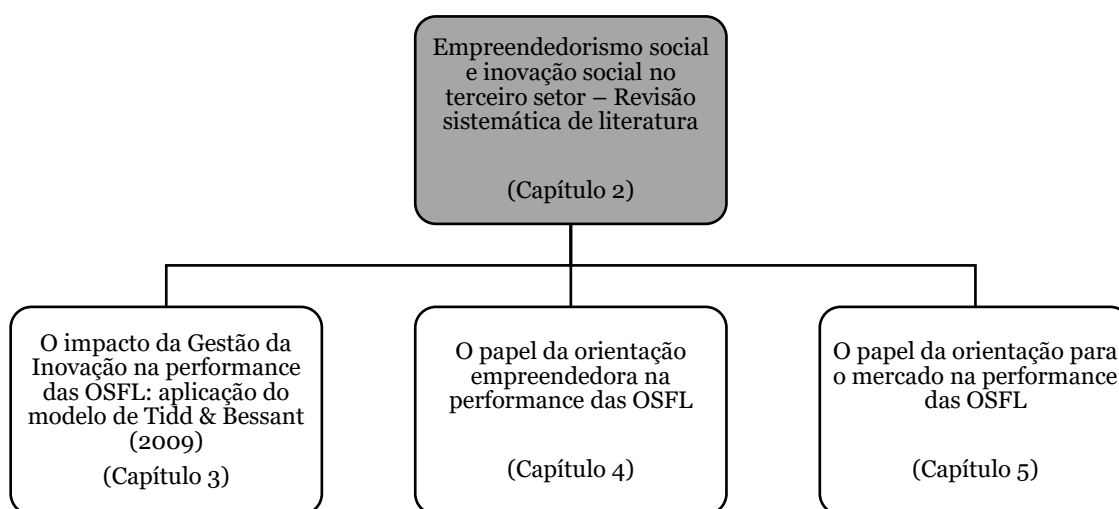 Empreendedorismo social
e inovação social no
terceiro setor – Revisão
sistemática de literatura
(Capítulo 2)
O impacto da Gestão da
Inovação na performance
das OSFL: aplicação do
modelo de Tidd & Bessant
(2009)
(Capítulo 3)
O papel da orientação
empreendedora na
performance das OSFL
(Capítulo 4)
O papel da orientação para
o mercado na performance
das OSFL
(Capítulo 5)